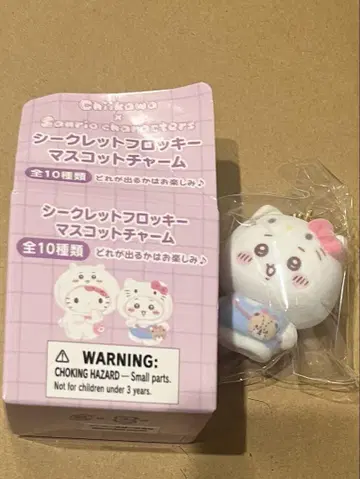 Chiikawa
×
Sanrio characters
シークレットフロッキー
マスコットチャーム
全10種類 どれが出るかはお楽しみ♪
シークレットフロッキー
マスコットチャーム
全10種類 どれが出るかはお楽しみ♪
WARNING:
CHOKING HAZARD — Small parts.
Not for children under 3 years.